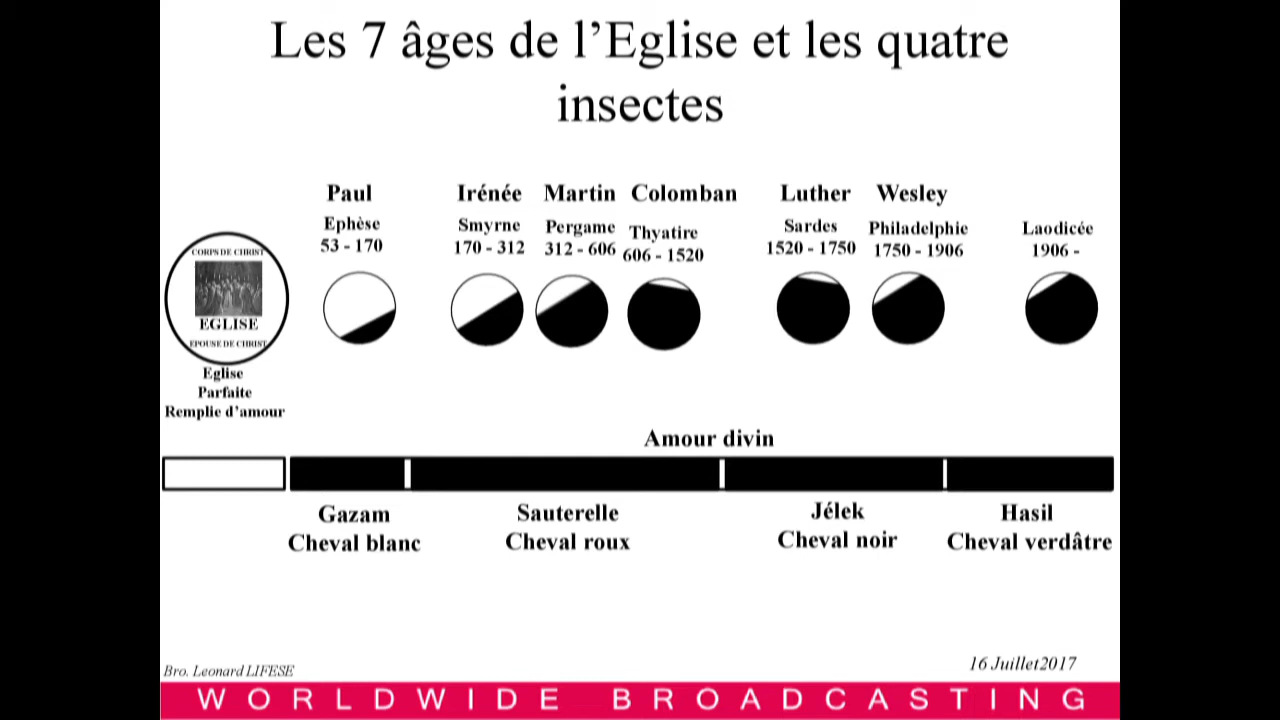 Les 7 âges de l’Eglise et les quatre
insectes
Paul Irénée Martin Colomban Luther Wesley
Ephèse Smyrne Pergame Thyatire Sardes Philadelphie Laodicée
53 - 170 170 - 312 312 - 606 606 - 1520 1520 - 1750 1750 - 1906 1906 -
CORPS DE CHRIST
EGLISE
EPOUSE DE CHRIST
Eglise
Parfaite
Remplie d’amour
Amour divin
Gazam Sauterelle Jélek Hasil
Cheval blanc Cheval roux Cheval noir Cheval verdâtre
Bro. Leonard LIFESE 16 Juillet2017
WORLDWIDE BROADCASTING